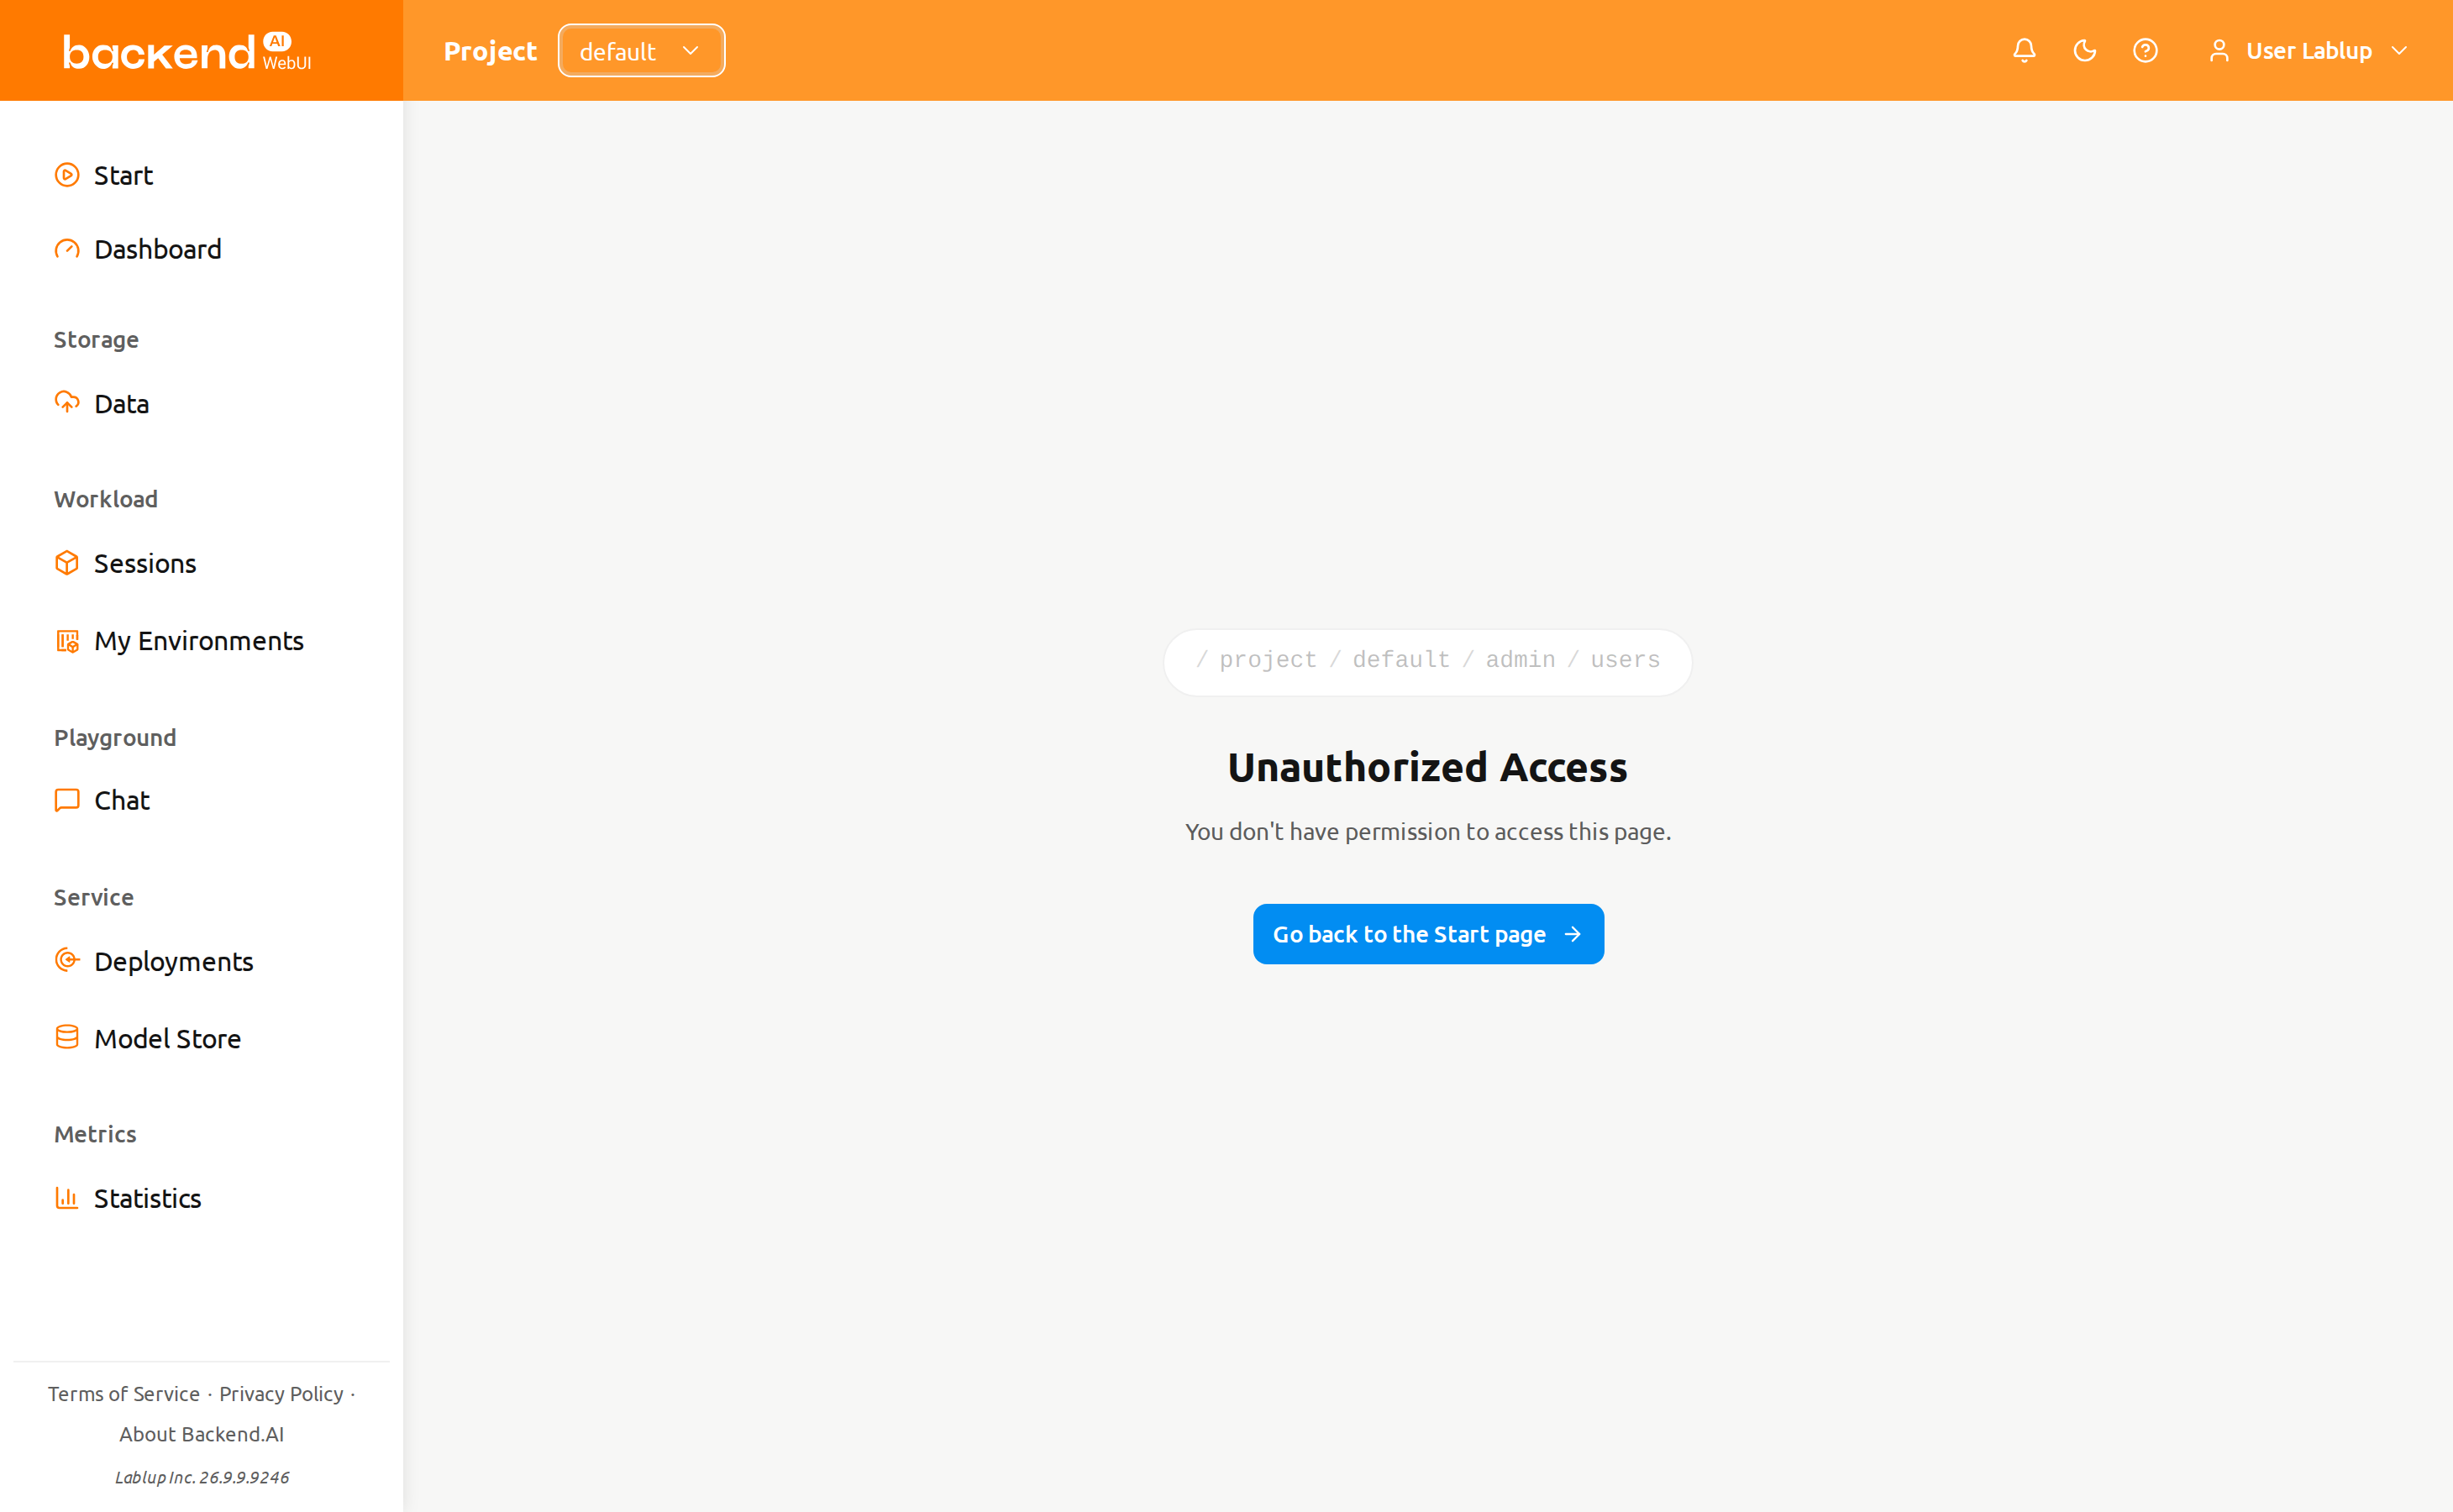 backend AI WebUI
Project default
User Lablup
Start
Dashboard
Storage
Data
Workload
Sessions
My Environments
Playground
Chat
Service
Deployments
Model Store
Metrics
Statistics
Terms of Service · Privacy Policy ·
About Backend.AI
Lablup Inc. 26.9.9.9246
/ project / default / admin / users
Unauthorized Access
You don't have permission to access this page.
Go back to the Start page